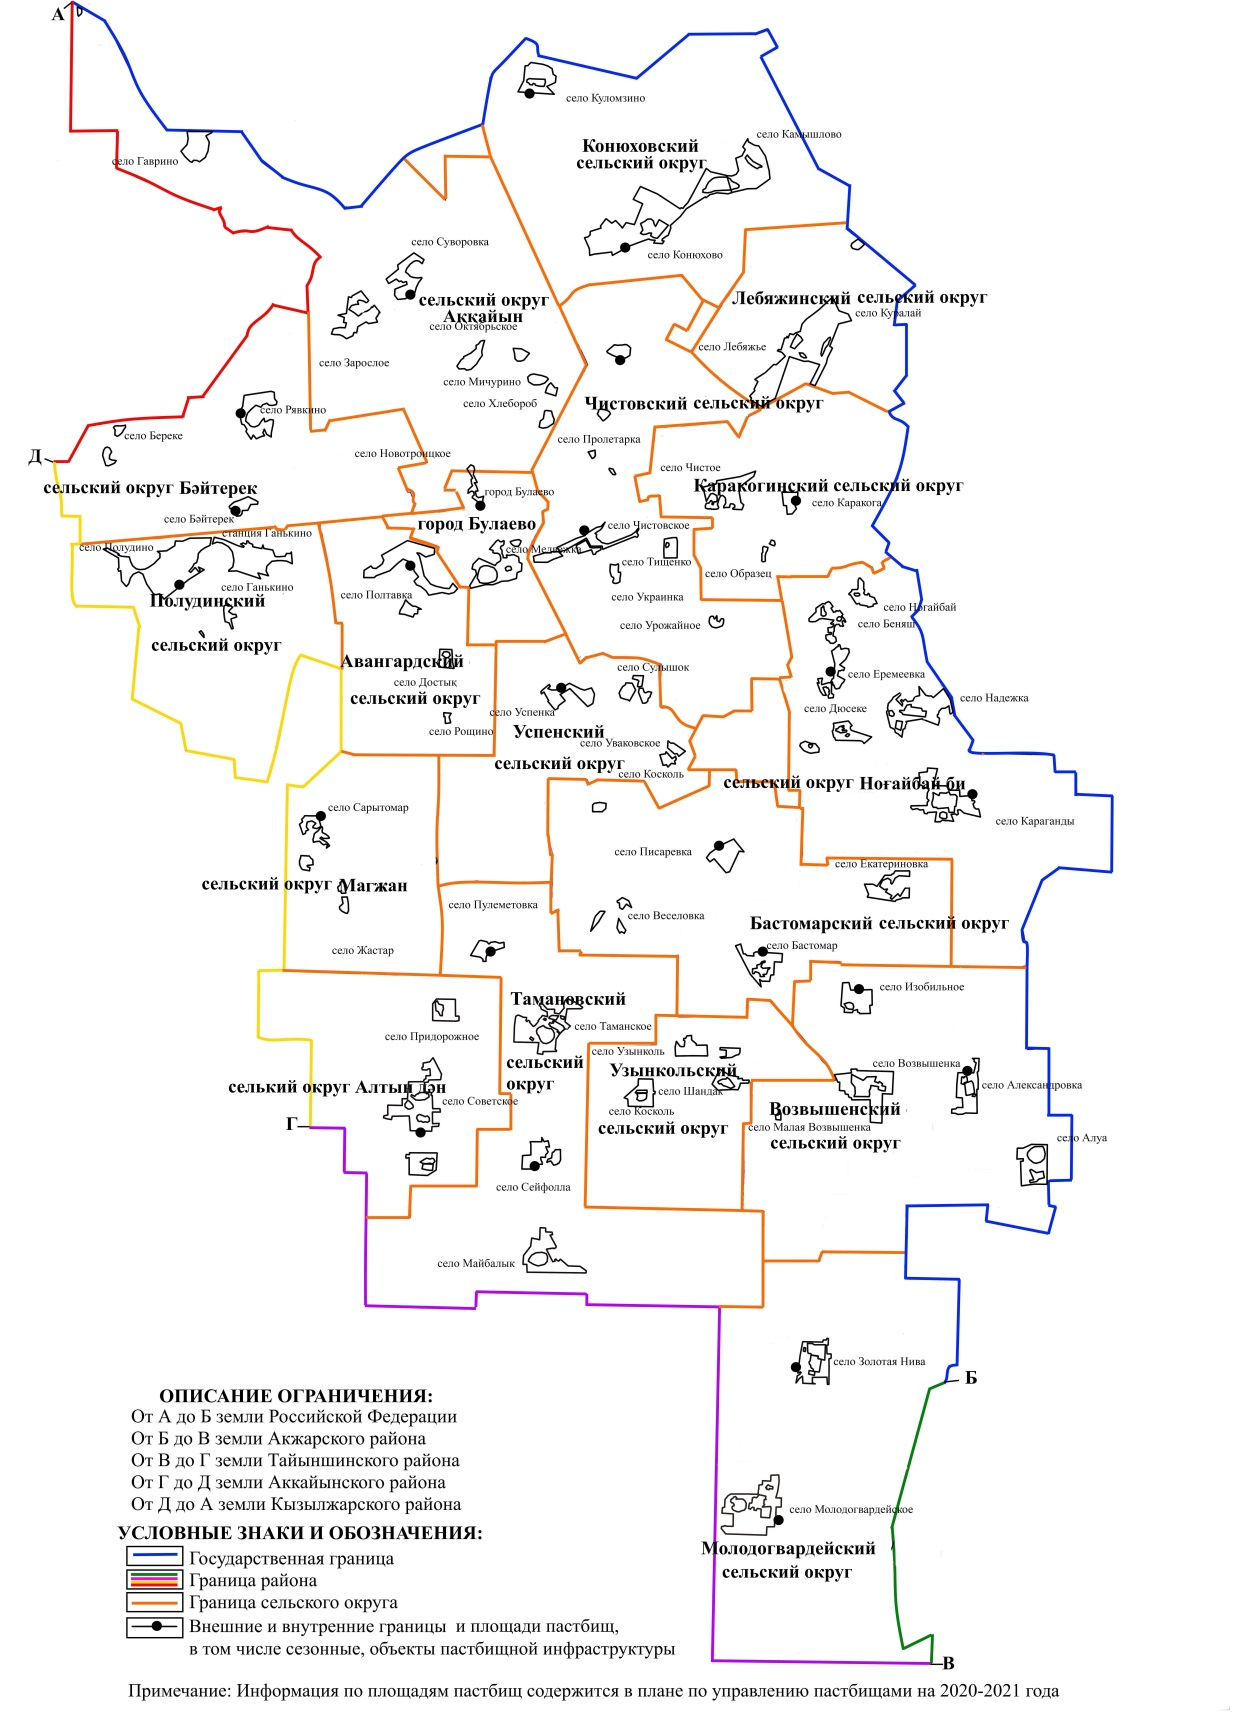 А
село Куломзино
село Камышлово
Конюховский
сельский округ
село Гаврино
село Суворовка
село Конюхово
сельский округ
Аққайын
Лебяжинский сельский округ
село Куралай
село Октябрьское
село Лебяжье
село Зарослое
село Мичурино
село Хлебороб
Чистовский сельский округ
село Рявкино
село Береке
село Пролетарка
Д
село Новотроицкое
село Чистое
сельский округ Бәйтерек
город Булаево
Каракогинский сельский округ
село Каракога
село Бәйтерек
город Булаево
село Чистовское
станция Ганькино
село Полудино
село Медвежка
село Тищенко
село Образец
село Ганькино
село Полтавка
село Украинка
Полудинский
село Ногайбай
село Беняш
село Урожайное
сельский округ
Авангардский
село Сулышок
село Еремеевка
село Достық
сельский округ
село Надежка
село Дюсеке
село Успенка
село Рощино
Успенский
село Уваковское
сельский округ
село Косколь
сельский округ Ноғайбай би
село Сарытомар
село Караганды
село Писаревка
село Екатериновка
сельский округ Мағжан
село Пулеметовка
село Веселовка
Бастомарский сельский округ
село Бастомар
село Жастар
село Изобильное
Тамановский
село Таманское
село Придорожное
село Узынколь
сельский
округ
Узынкольский
село Возвышенка
село Александровка
селький округ Алтын дән
село Советское
село Шандак
село Косколь
Возвышенский
Г
сельский округ
село Малая Возвышенка
сельский округ
село Алуа
село Сейфолла
село Майбалык
село Золотая Нива
Б
ОПИСАНИЕ ОГРАНИЧЕНИЯ:
От А до Б земли Российской Федерации
От Б до В земли Акжарского района
От В до Г земли Тайыншинского района
От Г до Д земли Аккайынского района
От Д до А земли Кызылжарского района
село Молодогвардейское
УСЛОВНЫЕ ЗНАКИ И ОБОЗНАЧЕНИЯ:
Молодогвардейский
сельский округ
Государственная граница
Граница района
Граница сельского округа
Внешние и внутренние границы и площади пастбищ,
в том числе сезонные, объекты пастбищной инфраструктуры
В
Примечание: Информация по площадям пастбищ содержится в плане по управлению пастбищами на 2020-2021 года